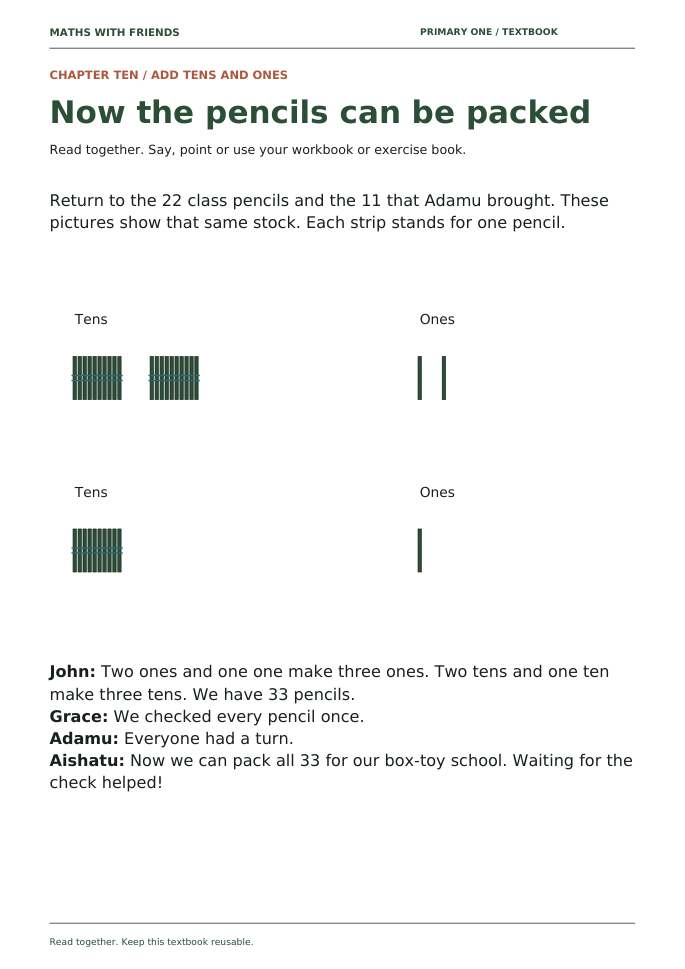 MATHS WITH FRIENDS
PRIMARY ONE / TEXTBOOK
CHAPTER TEN / ADD TENS AND ONES
Now the pencils can be packed
Read together. Say, point or use your workbook or exercise book.
Return to the 22 class pencils and the 11 that Adamu brought. These
pictures show that same stock. Each strip stands for one pencil.
Tens
Ones
Tens
Ones
John: Two ones and one one make three ones. Two tens and one ten
make three tens. We have 33 pencils.
Grace: We checked every pencil once.
Adamu: Everyone had a turn.
Aishatu: Now we can pack all 33 for our box-toy school. Waiting for the
check helped!
Read together. Keep this textbook reusable.